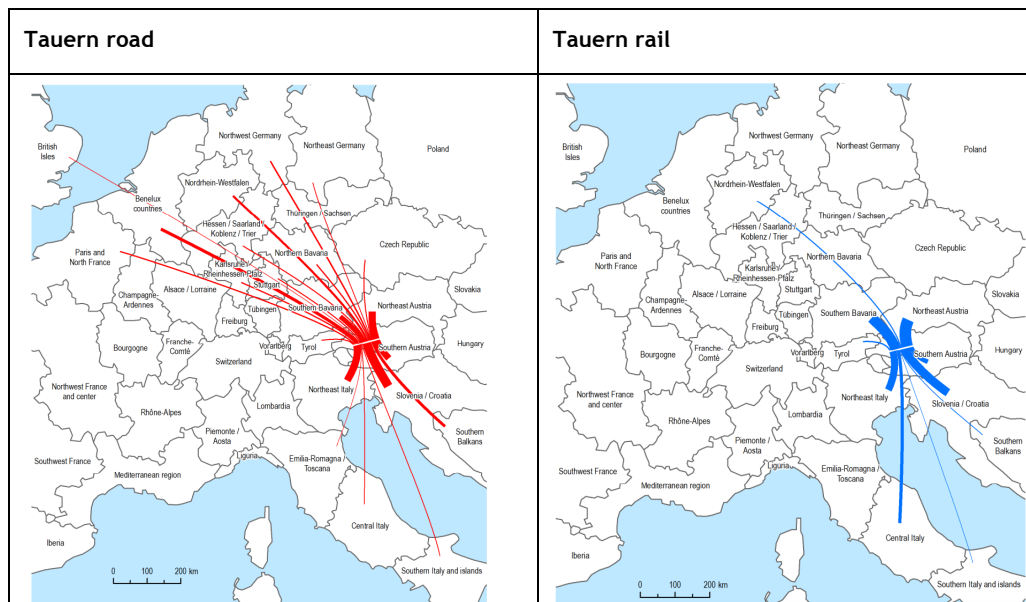 Tauern road
Tauern rail
British
Isles
Northwest Germany
Northeast Germany
Poland
Nordrhein-Westfalen
Benelux
countries
Thüringen / Sachsen
Hessen / Saarland /
Koblenz / Trier
Czech Republic
Paris and
North France
Northern Bavaria
Karlsruhe /
Rheinhessen-Pfalz
Stuttgart
Alsace / Lorraine
Champagne-
Ardennes
Slovakia
Northeast Austria
Southern Bavaria
Tübingen
Freiburg
Bourgogne
Franche-
Comté
Vorarlberg
Tyrol
Southern Austria
Hungary
Switzerland
Northwest France
and center
Northeast Italy
Slovenia / Croatia
Lombardia
Rhône-Alpes
Piemonte /
Aosta
Southern
Balkans
Southwest France
Liguria
Emilia-Romagna /
Toscana
Mediterranean region
Central Italy
Iberia
Southern Italy and islands
0 100 200 km
British
Isles
Northwest Germany
Northeast Germany
Poland
Nordrhein-Westfalen
Benelux
countries
Thüringen / Sachsen
Hessen / Saarland /
Koblenz / Trier
Czech Republic
Paris and
North France
Northern Bavaria
Karlsruhe /
Rheinhessen-Pfalz
Stuttgart
Alsace / Lorraine
Champagne-
Ardennes
Slovakia
Northeast Austria
Southern Bavaria
Tübingen
Freiburg
Bourgogne
Franche-
Comté
Vorarlberg
Tyrol
Southern Austria
Hungary
Switzerland
Northwest France
and center
Northeast Italy
Slovenia / Croatia
Lombardia
Rhône-Alpes
Piemonte /
Aosta
Southern
Balkans
Southwest France
Liguria
Emilia-Romagna /
Toscana
Mediterranean region
Central Italy
Iberia
Southern Italy and islands
0 100 200 km